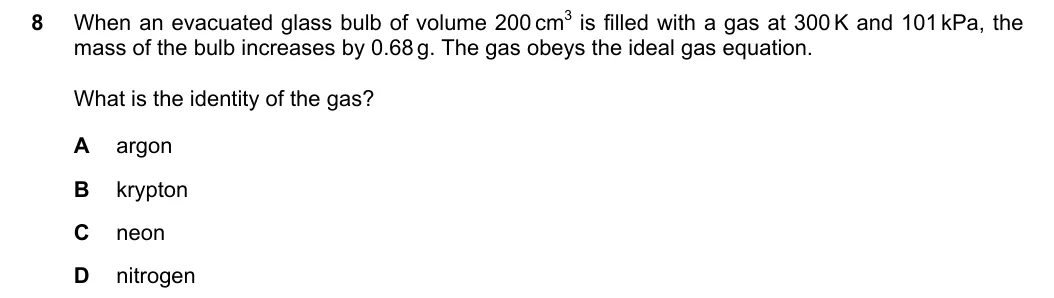 8 When an evacuated glass bulb of volume 200 cm³ is filled with a gas at 300 K and 101 kPa, the
mass of the bulb increases by 0.68 g. The gas obeys the ideal gas equation.
What is the identity of the gas?
A argon
B krypton
C neon
D nitrogen